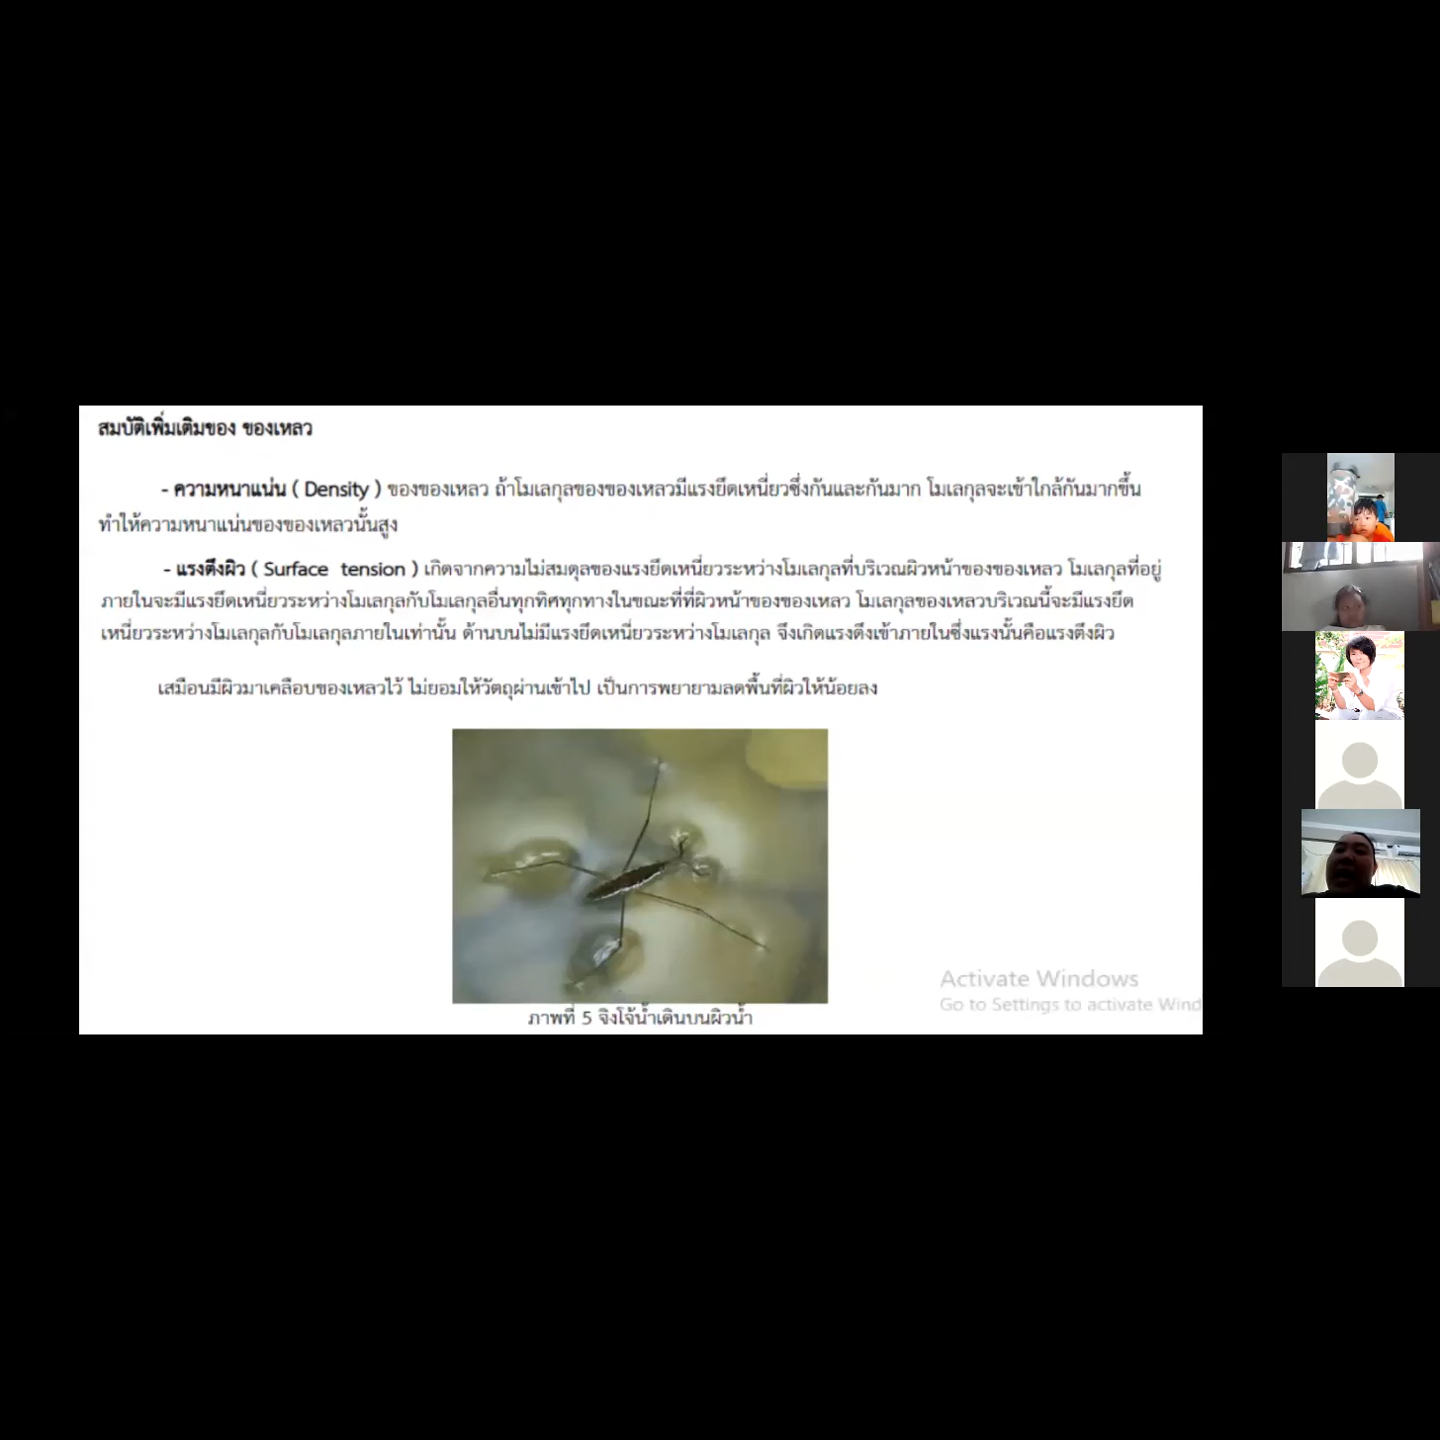 สมบัติเพิ่มเติมของ ของเหลว
- ความหนาแน่น ( Density ) ของของเหลว ถ้าโมเลกุลของของเหลวมีแรงยึดเหนี่ยวซึ่งกันและกันมาก โมเลกุลจะเข้าใกล้กันมากขึ้น
ทำให้ความหนาแน่นของของเหลวนั้นสูง
- แรงตึงผิว ( Surface tension ) เกิดจากความไม่สมดุลของแรงยึดเหนี่ยวระหว่างโมเลกุลที่บริเวณผิวหน้าของของเหลว โมเลกุลที่อยู่
ภายในจะมีแรงยึดเหนี่ยวระหว่างโมเลกุลกับโมเลกุลอื่นทุกทิศทุกทางในขณะที่ที่ผิวหน้าของของเหลว โมเลกุลของเหลวบริเวณนี้จะมีแรงยึด
เหนี่ยวระหว่างโมเลกุลกับโมเลกุลภายในเท่านั้น ด้านบนไม่มีแรงยึดเหนี่ยวระหว่างโมเลกุล จึงเกิดแรงดึงเข้าภายในซึ่งแรงนั้นคือแรงตึงผิว
เสมือนมีผิวมาเคลือบของเหลวไว้ ไม่ยอมให้วัตถุผ่านเข้าไป เป็นการพยายามลดพื้นที่ผิวให้น้อยลง
ภาพที่ 5 จิงโจ้น้ำเดินบนผิวน้ำ
Activate Windows
Go to Settings to activate Wind